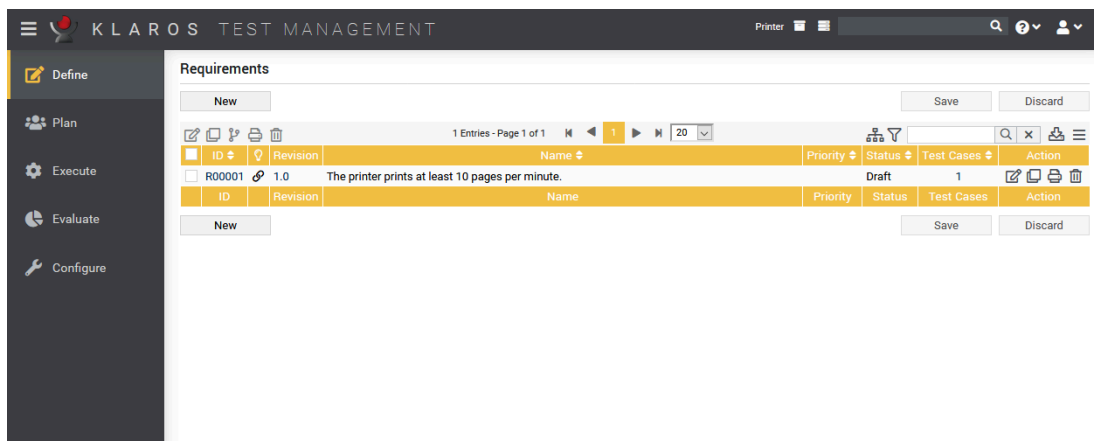 KLAROS TEST MANAGEMENT Printer
Define
Plan
Execute
Evaluate
Configure
Requirements
New Save Discard
1 Entries - Page 1 of 1 1 20
ID Revision Name Priority Status Test Cases Action
R00001 1.0 The printer prints at least 10 pages per minute. Draft 1
ID Revision Name Priority Status Test Cases Action
New Save Discard